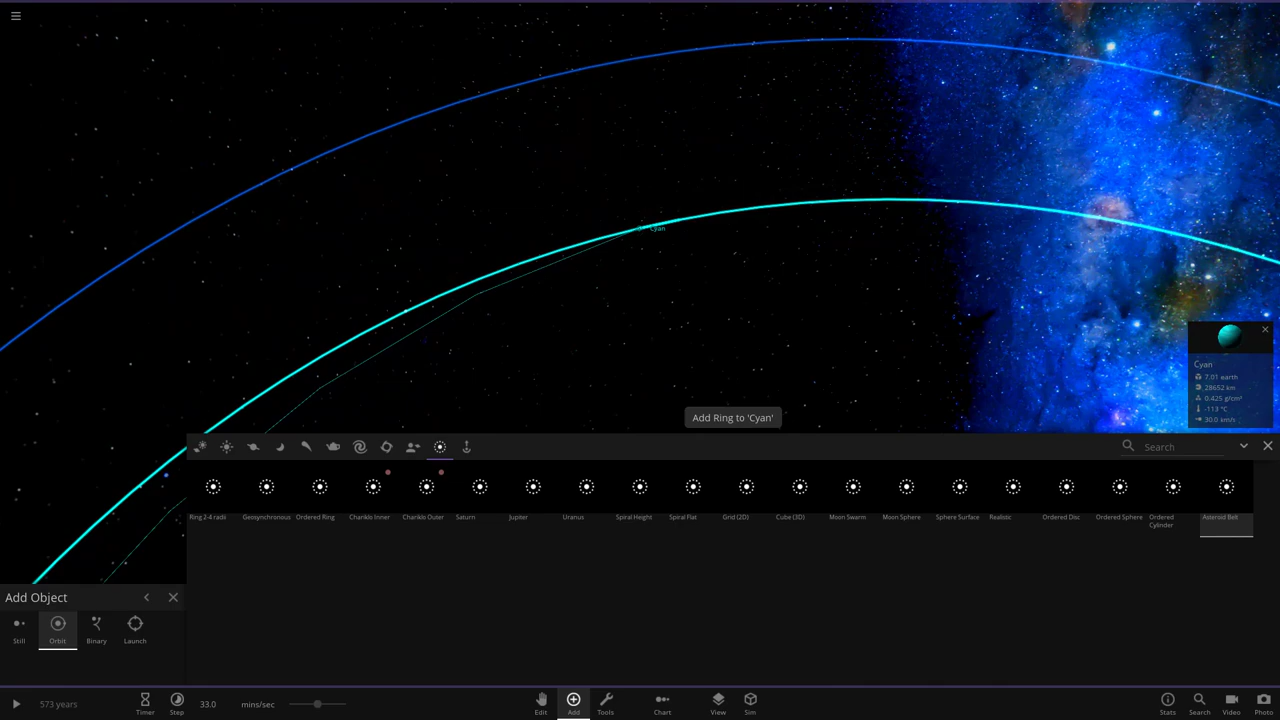 Cyan
Cyan
7.01 earth
28652 km
0.425 g/cm³
-113 °C
30.0 km/s
Add Ring to 'Cyan'
Search
Ring 2-4 radii
Geosynchronous
Ordered Ring
Chariklo Inner
Chariklo Outer
Saturn
Jupiter
Uranus
Spiral Height
Spiral Flat
Grid (2D)
Cube (3D)
Moon Swarm
Moon Sphere
Sphere Surface
Realistic
Ordered Disc
Ordered Sphere
Ordered
Cylinder
Asteroid Belt
Add Object
Still
Orbit
Binary
Launch
573 years
Timer
Step
33.0
mins/sec
Edit
Add
Tools
Chart
View
Sim
Stats
Search
Video
Photo